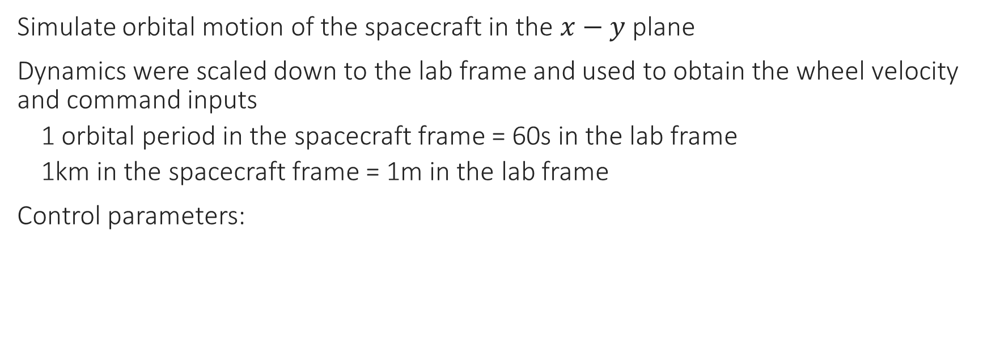 Simulate orbital motion of the spacecraft in the x − y plane
Dynamics were scaled down to the lab frame and used to obtain the wheel velocity
and command inputs
1 orbital period in the spacecraft frame = 60s in the lab frame
1km in the spacecraft frame = 1m in the lab frame
Control parameters: